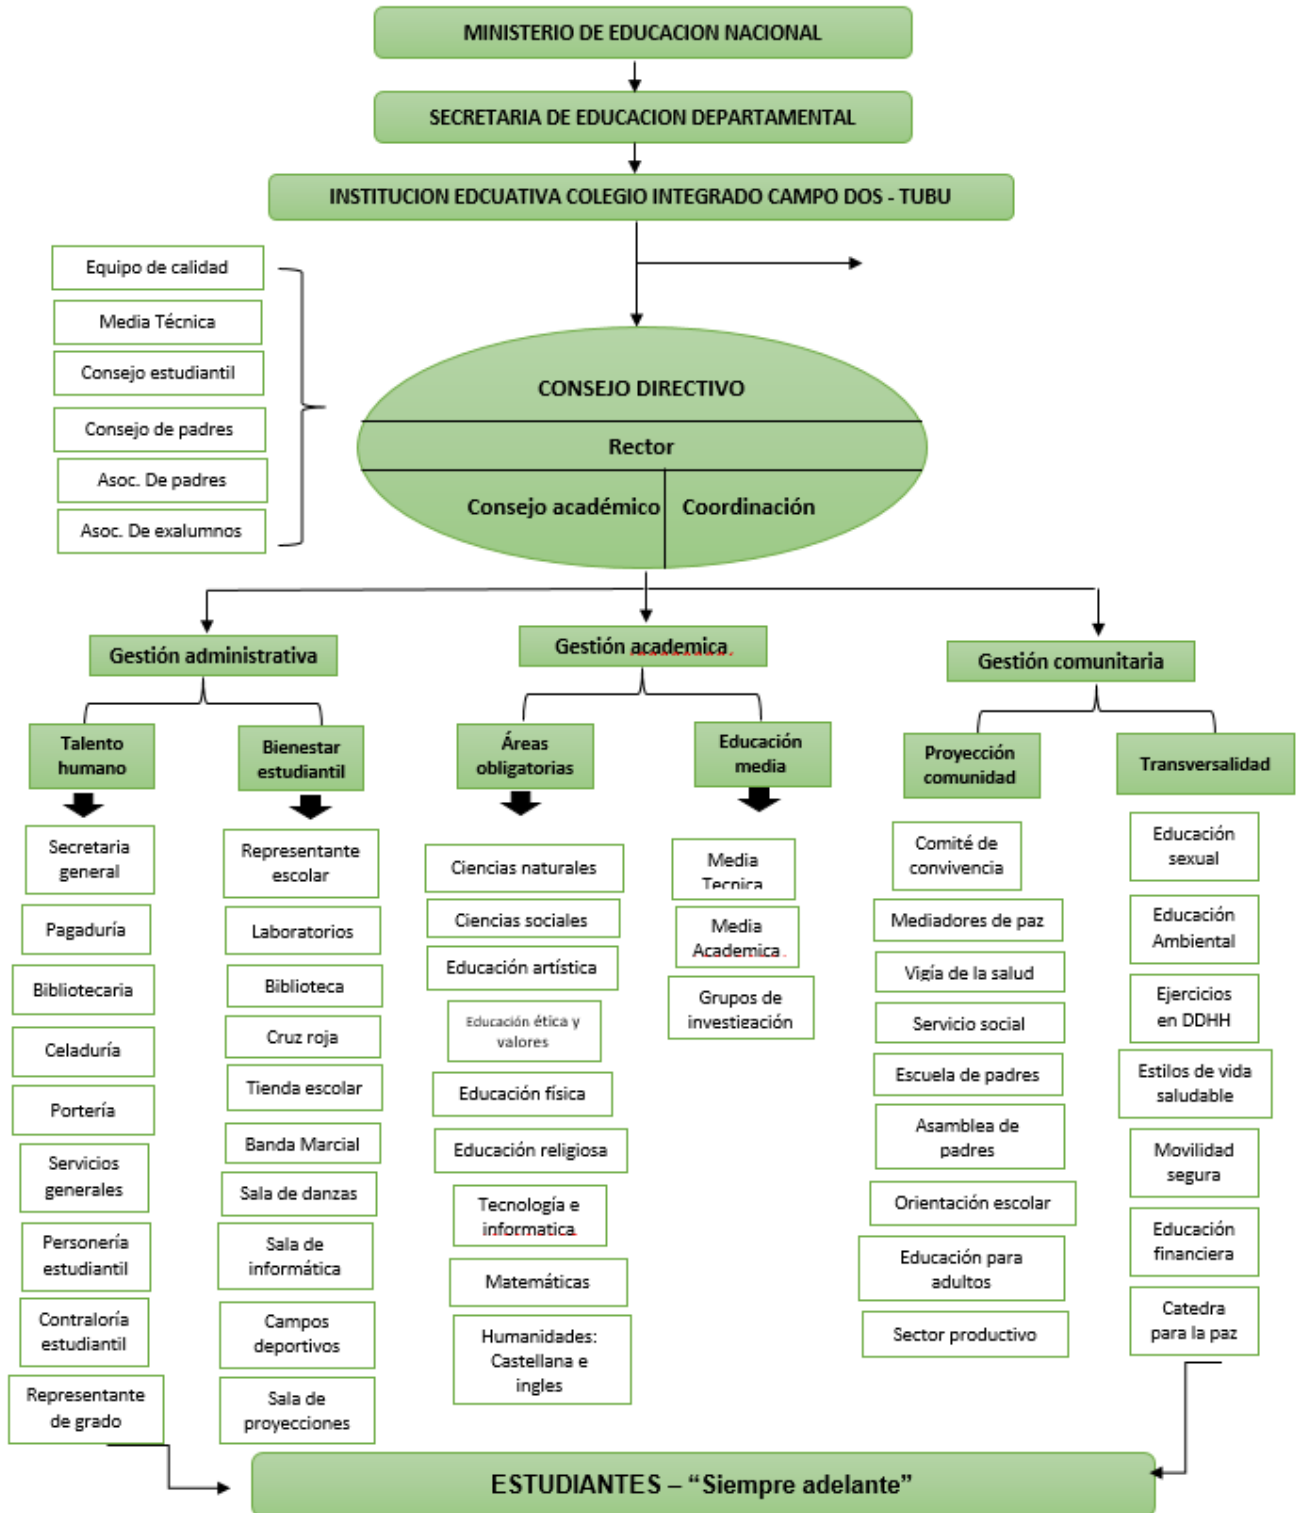 MINISTERIO DE EDUCACION NACIONAL
SECRETARIA DE EDUCACION DEPARTAMENTAL
INSTITUCION EDCUATIVA COLEGIO INTEGRADO CAMPO DOS - TUBU
Equipo de calidad
Media Técnica
Consejo estudiantil
Consejo de padres
Asoc. De padres
Asoc. De exalumnos
CONSEJO DIRECTIVO
Rector
Consejo académico
Coordinación
Gestión administrativa
Gestión academica
Gestión comunitaria
Talento
humano
Secretaria
general
Pagaduría
Bibliotecaria
Celaduría
Portería
Servicios
generales
Personería
estudiantil
Contraloría
estudiantil
Representante
de grado
Bienestar
estudiantil
Representante
escolar
Laboratorios
Biblioteca
Cruz roja
Tienda escolar
Banda Marcial
Sala de danzas
Sala de
informática
Campos
deportivos
Sala de
proyecciones
Áreas
obligatorias
Ciencias naturales
Ciencias sociales
Educación artística
Educación ética y
valores
Educación física
Educación religiosa
Tecnología e
informatica
Matemáticas
Humanidades:
Castellana e
ingles
Educación
media
Media
Tecnica
Media
Academica
Grupos de
investigación
Proyección
comunidad
Comité de
convivencia
Mediadores de paz
Vigía de la salud
Servicio social
Escuela de padres
Asamblea de
padres
Orientación escolar
Educación para
adultos
Sector productivo
Transversalidad
Educación
sexual
Educación
Ambiental
Ejercicios
en DDHH
Estilos de vida
saludable
Movilidad
segura
Educación
financiera
Catedra
para la paz
ESTUDIANTES – “Siempre adelante”